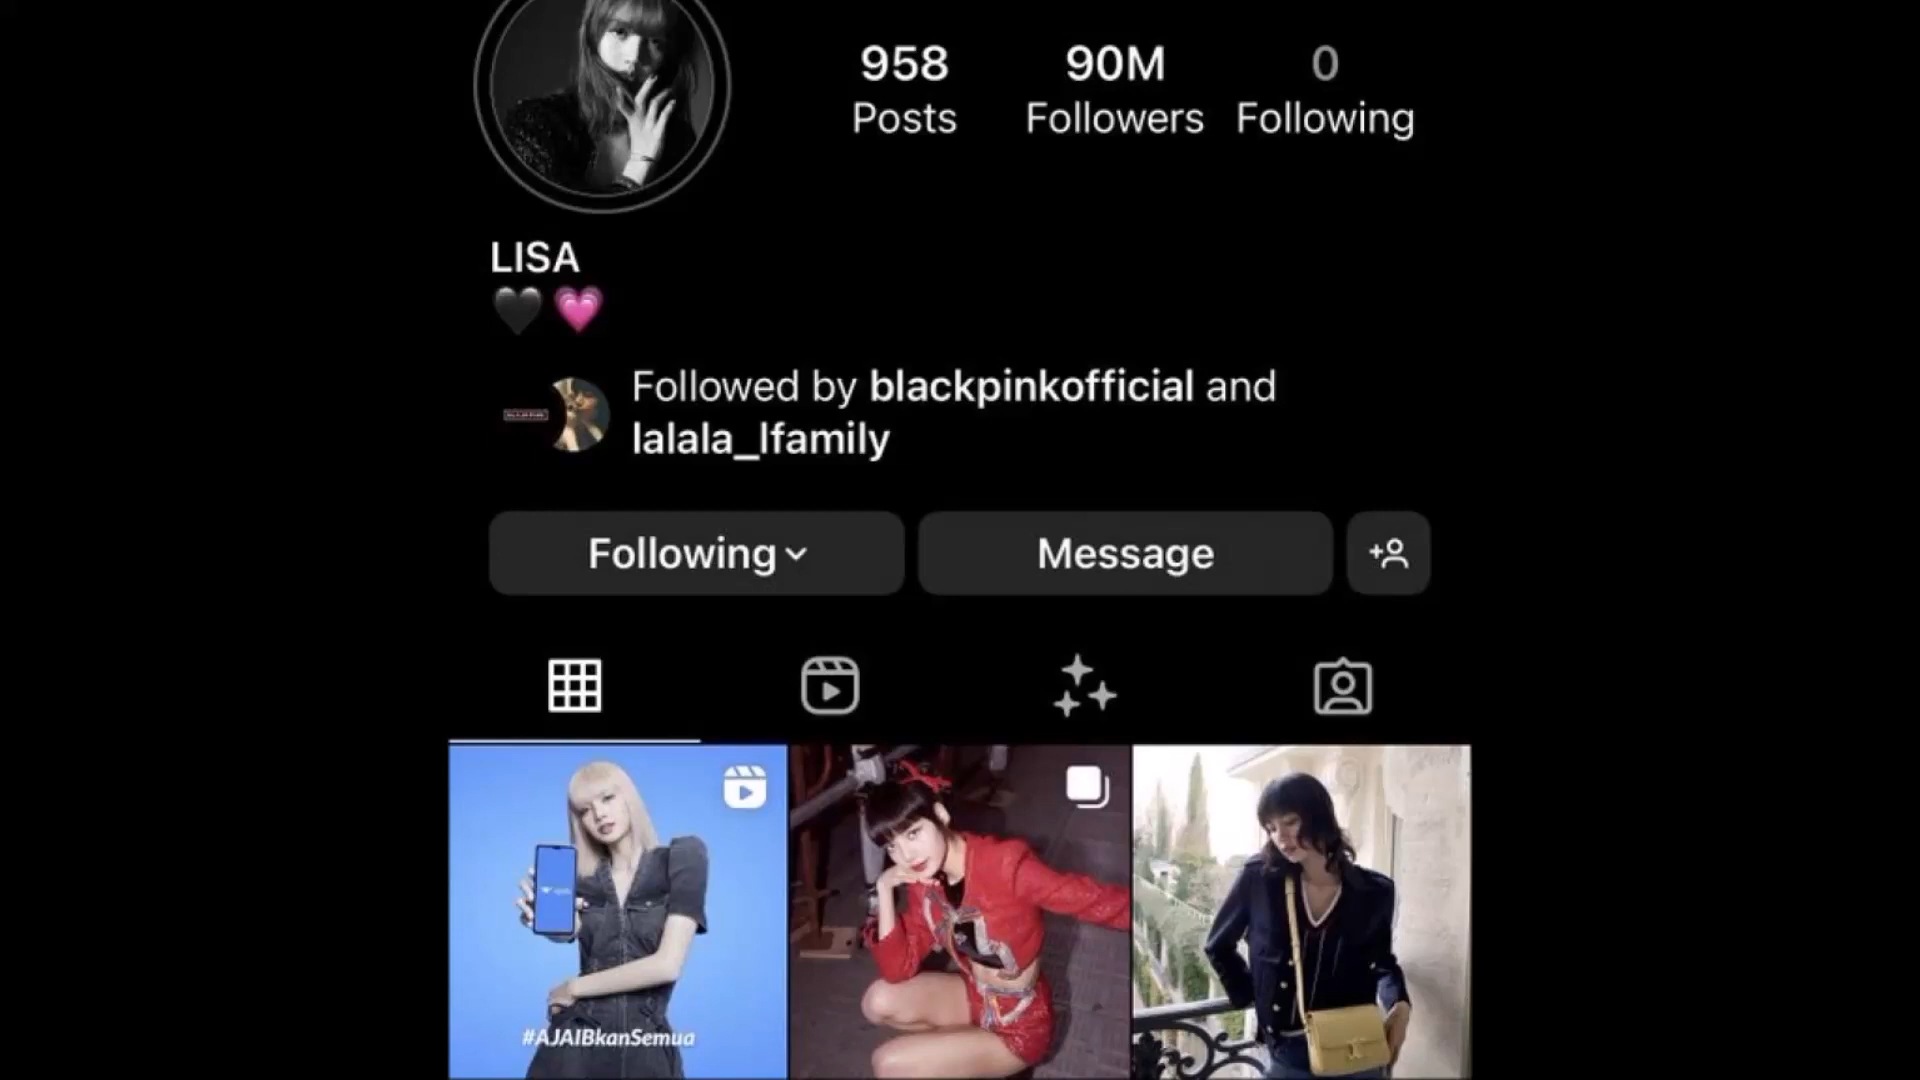 958 90M 0
Posts Followers Following
LISA
🖤 💗
Followed by blackpinkofficial and
lalala_lfamily
Following Message
#AJAIBkanSemua